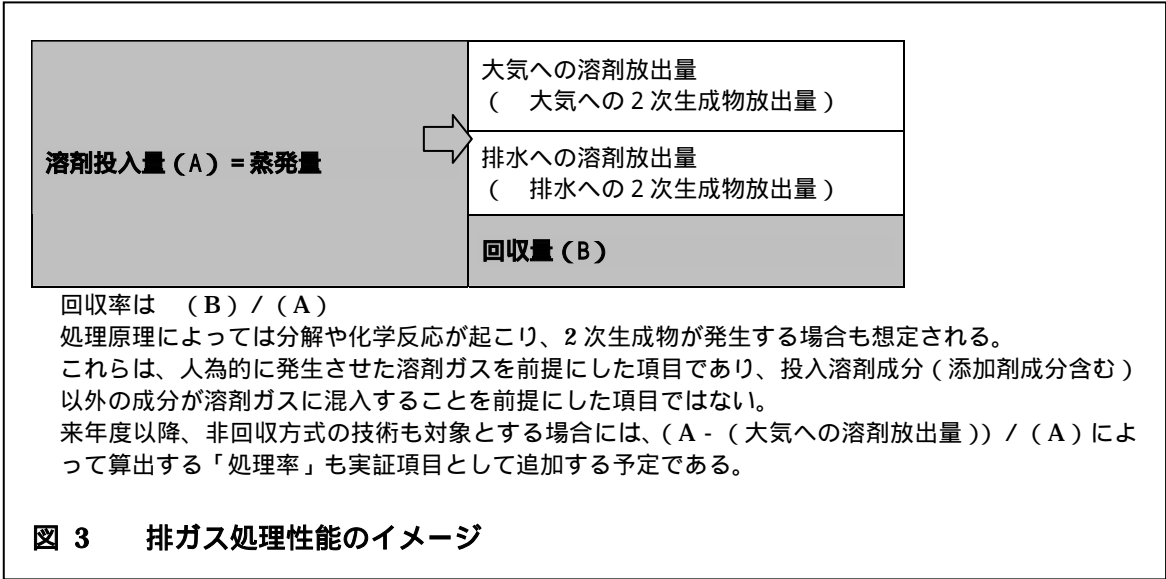 溶剤投入量(A)=蒸発量
大気への溶剤放出量
(　大気への２次生成物放出量)
排水への溶剤放出量
(　排水への２次生成物放出量)
回収量(B)
回収率は　(B)/(A)
処理原理によっては分解や化学反応が起こり、2 次生成物が発生する場合も想定される。
これらは、人為的に発生させた溶剤ガスを前提にした項目であり、投入溶剤成分(添加剤成分含む)
以外の成分が溶剤ガスに混入することを前提にした項目ではない。
来年度以降、非回収方式の技術も対象とする場合には、(A-(大気への溶剤放出量))/(A)によ
って算出する「処理率」も実証項目として追加する予定である。
図 3　排ガス処理性能のイメージ